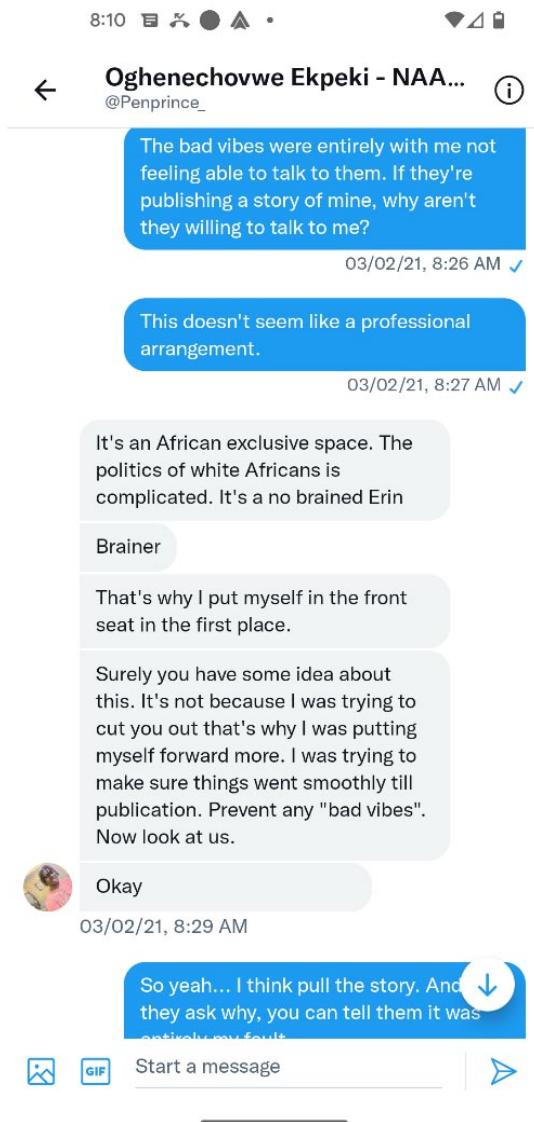 8:10
Oghenechovwe Ekpeki - NAA...
@Penprince_
The bad vibes were entirely with me not
feeling able to talk to them. If they're
publishing a story of mine, why aren't
they willing to talk to me?
03/02/21, 8:26 AM
This doesn't seem like a professional
arrangement.
03/02/21, 8:27 AM
It's an African exclusive space. The
politics of white Africans is
complicated. It's a no brained Erin
Brainer
That's why I put myself in the front
seat in the first place.
Surely you have some idea about
this. It's not because I was trying to
cut you out that's why I was putting
myself forward more. I was trying to
make sure things went smoothly till
publication. Prevent any "bad vibes".
Now look at us.
Okay
03/02/21, 8:29 AM
So yeah... I think pull the story. And
they ask why, you can tell them it was
entirely my fault
GIF
Start a message